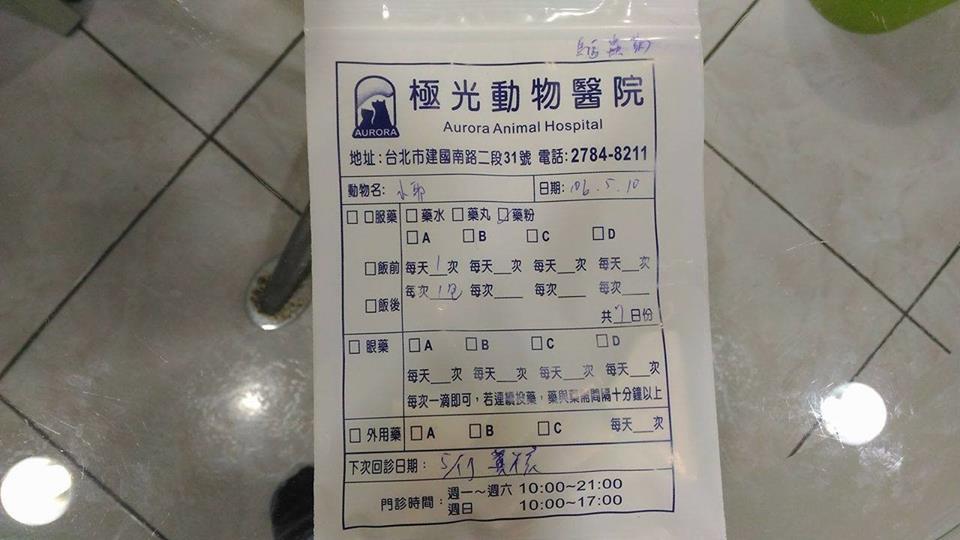 AURORA
極光動物醫院
Aurora Animal Hospital
地址:台北市建國南路二段31號 電話:2784-8211
動物名: 日期: 106.5.10
□ □服藥 □藥水 □藥丸 ☑藥粉
□A □B □C □D
□飯前 每天1次 每天__次 每天__次 每天__次
每次1包 每次__ 每次__ 每次__
□飯後
共7日份
□ 眼藥 □A □B □C □D
每天__次 每天__次 每天__次 每天__次
每次一滴即可,若連續投藥,藥與藥需間隔十分鐘以上
□ 外用藥 □A □B □C 每天__次
下次回診日期: 5/17
門診時間: 週一~週六 10:00~21:00
週日 10:00~17:00